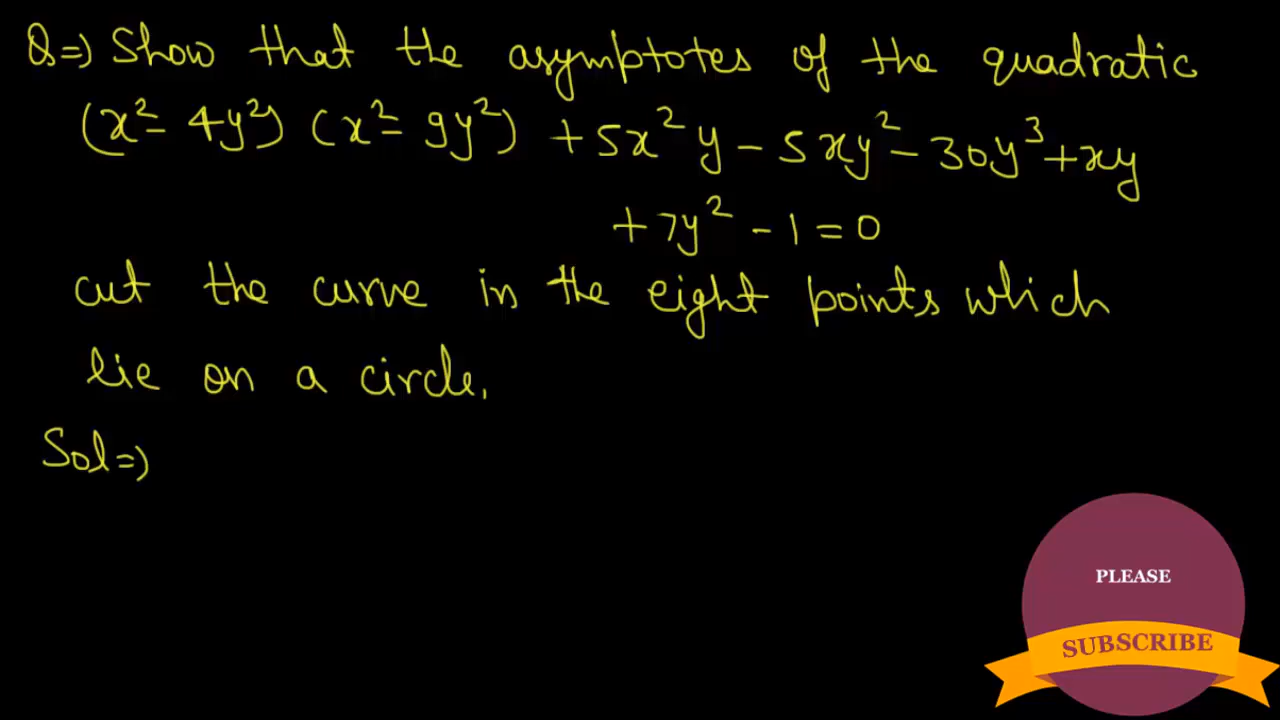 Q⇒) Show that the asymptotes of the quadratic
(x² - 4y²) (x² - 9y²) + 5x²y - 5xy² - 30y³ + xy
+ 7y² - 1 = 0
cut the curve in the eight points which
lie on a circle.
Sol⇒)
PLEASE
SUBSCRIBE